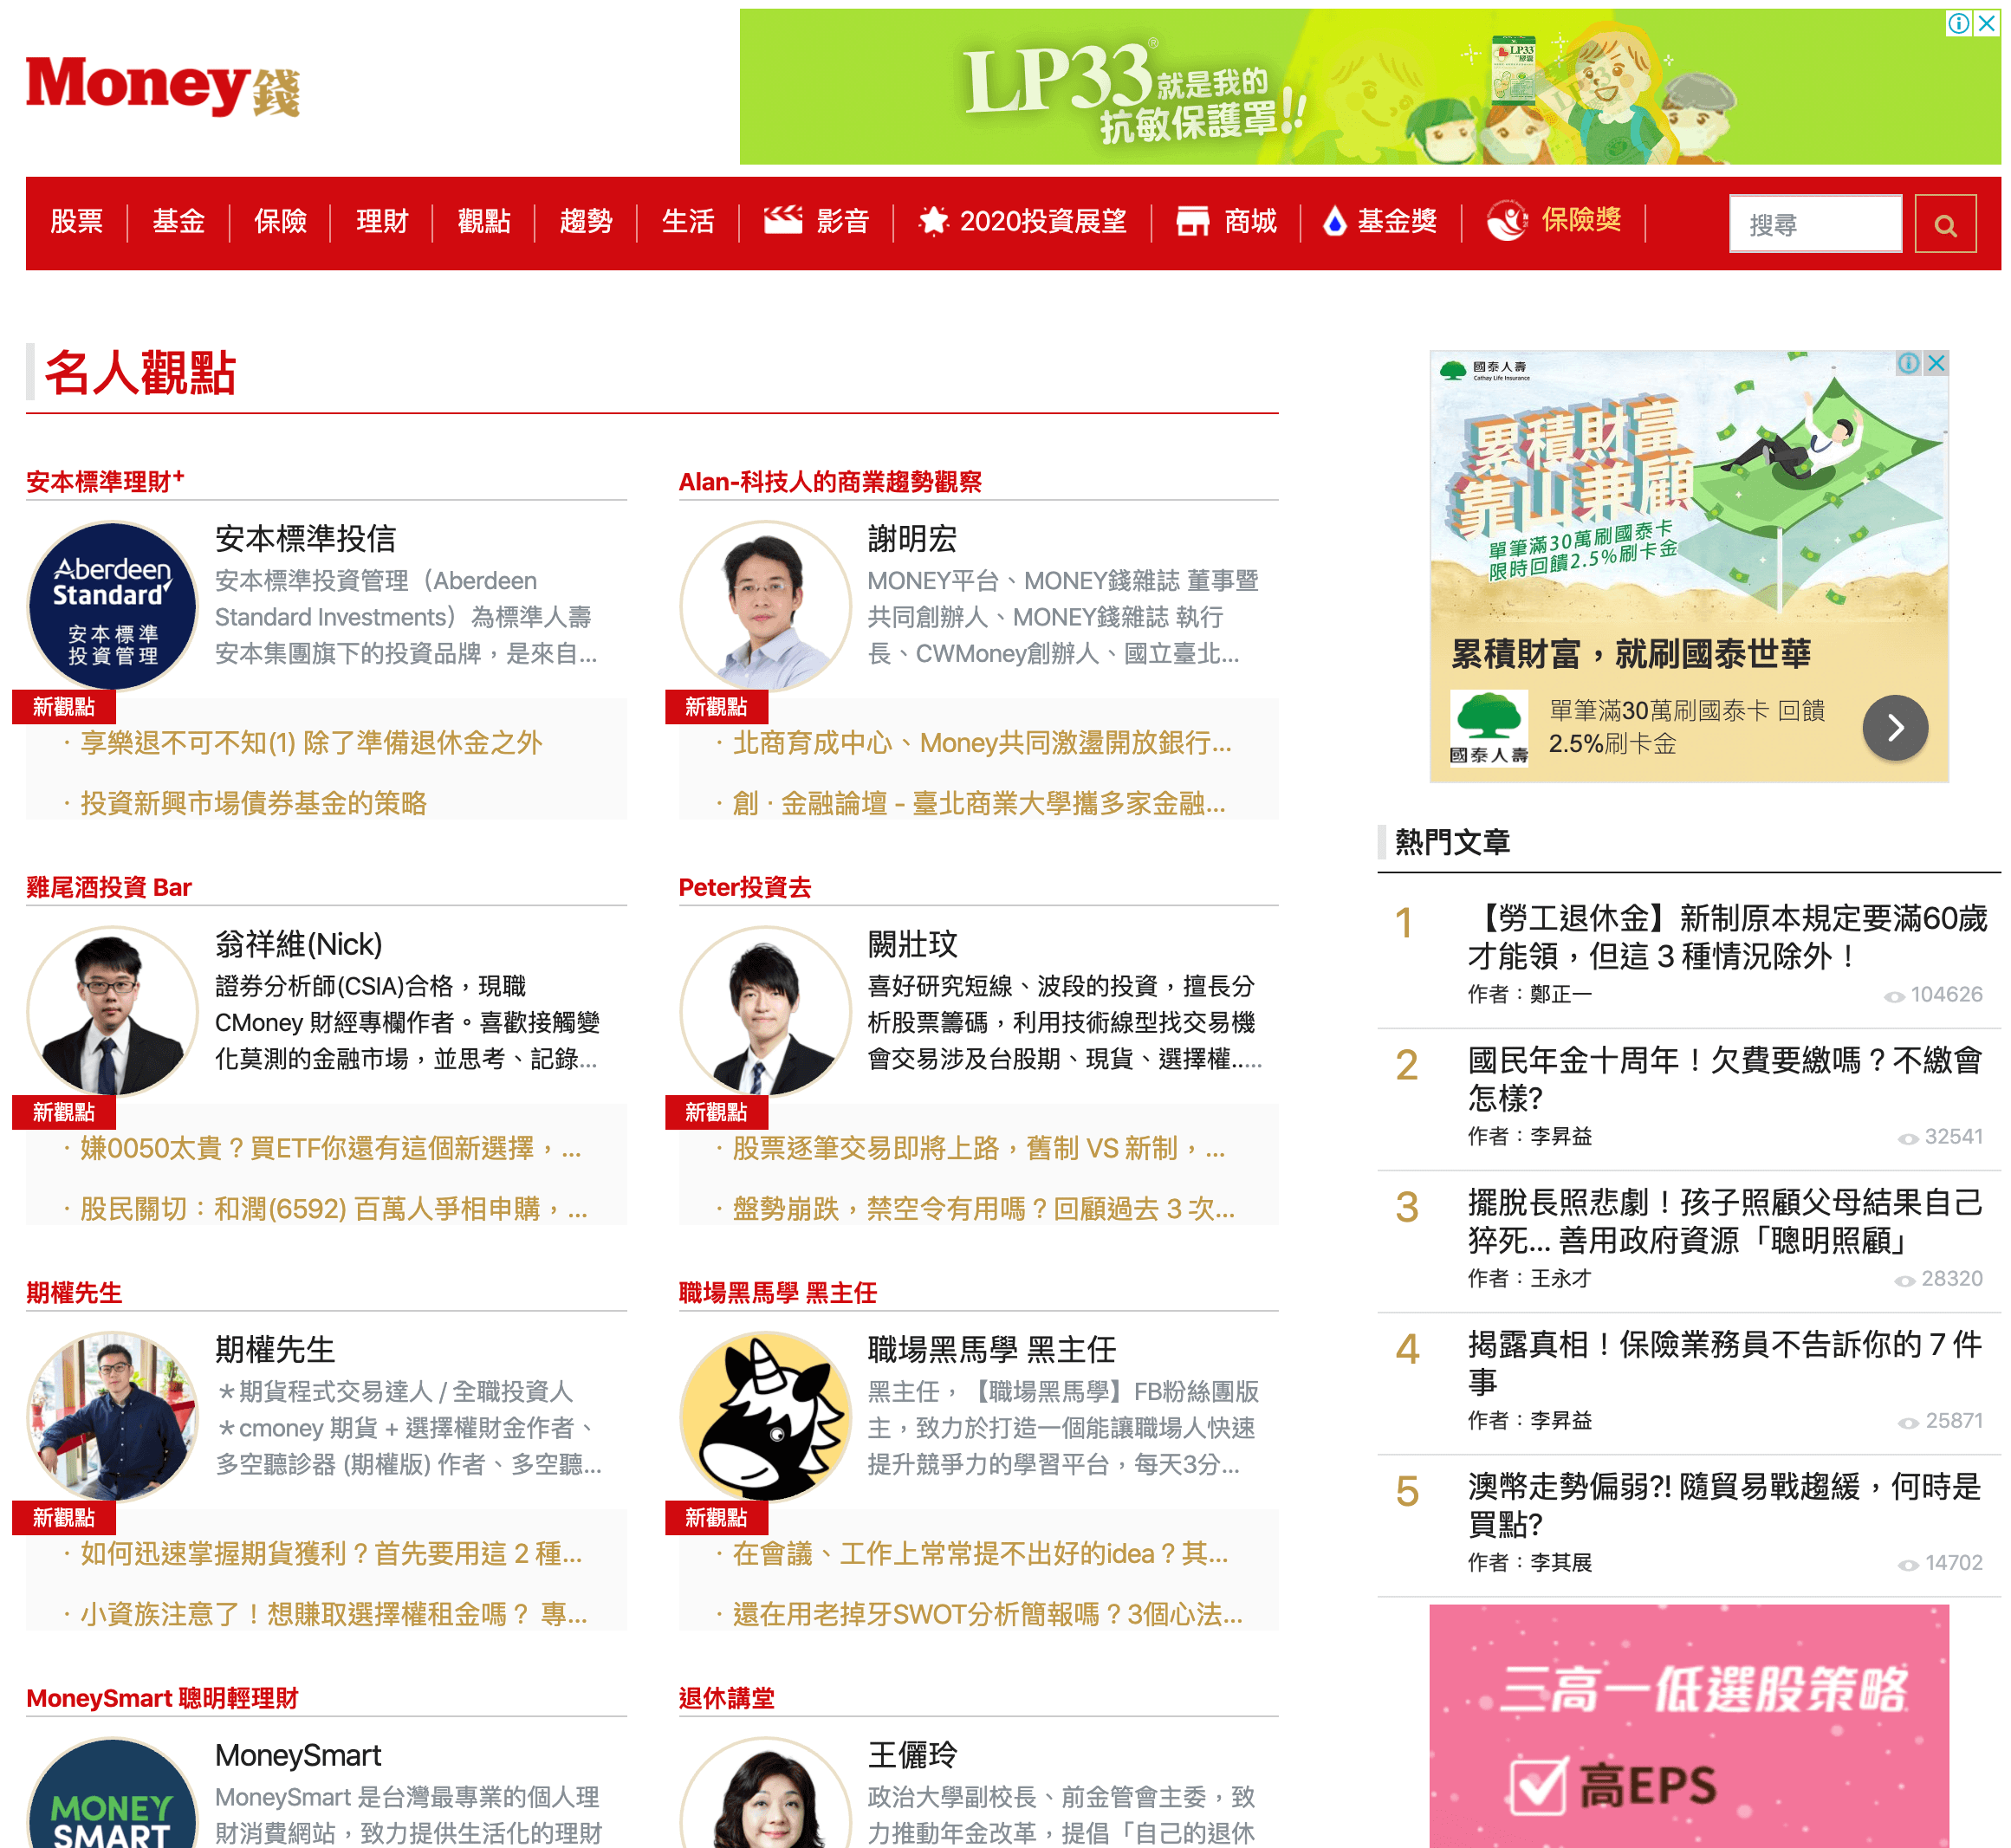 Money錢
LP33®就是我的
抗敏保護罩!!
股票
基金
保險
理財
觀點
趨勢
生活
影音
2020投資展望
商城
基金獎
保險獎
搜尋
名人觀點
安本標準理財⁺
Aberdeen
Standard
安本標準
投資管理
安本標準投信
安本標準投資管理（Aberdeen
Standard Investments）為標準人壽
安本集團旗下的投資品牌，是來自...
新觀點
· 享樂退不可不知(1) 除了準備退休金之外
· 投資新興市場債券基金的策略
Alan-科技人的商業趨勢觀察
謝明宏
MONEY平台、MONEY錢雜誌 董事暨
共同創辦人、MONEY錢雜誌 執行
長、CWMoney創辦人、國立臺北...
新觀點
· 北商育成中心、Money共同激盪開放銀行...
· 創 · 金融論壇 - 臺北商業大學攜多家金融...
雞尾酒投資 Bar
翁祥維(Nick)
證券分析師(CSIA)合格，現職
CMoney 財經專欄作者。喜歡接觸變
化莫測的金融市場，並思考、記錄...
新觀點
· 嫌0050太貴？買ETF你還有這個新選擇，...
· 股民關切：和潤(6592) 百萬人爭相申購，...
Peter投資去
闕壯玟
喜好研究短線、波段的投資，擅長分
析股票籌碼，利用技術線型找交易機
會交易涉及台股期、現貨、選擇權.....
新觀點
· 股票逐筆交易即將上路，舊制 VS 新制，...
· 盤勢崩跌，禁空令有用嗎？回顧過去 3 次...
期權先生
期權先生
＊期貨程式交易達人 / 全職投資人
＊cmoney 期貨 + 選擇權財金作者、
多空聽診器 (期權版) 作者、多空聽...
新觀點
· 如何迅速掌握期貨獲利？首先要用這 2 種...
· 小資族注意了！想賺取選擇權租金嗎？ 專...
職場黑馬學 黑主任
職場黑馬學 黑主任
黑主任，【職場黑馬學】FB粉絲團版
主，致力於打造一個能讓職場人快速
提升競爭力的學習平台，每天3分...
新觀點
· 在會議、工作上常常提不出好的idea？其...
· 還在用老掉牙SWOT分析簡報嗎？3個心法...
MoneySmart 聰明輕理財
MONEY
SMART
MoneySmart
MoneySmart 是台灣最專業的個人理
財消費網站，致力提供生活化的理財
退休講堂
王儷玲
政治大學副校長、前金管會主委，致
力推動年金改革，提倡「自己的退休
國泰人壽
Cathay Life Insurance
累積財富
靠山兼顧
單筆滿30萬刷國泰卡
限時回饋2.5%刷卡金
累積財富，就刷國泰世華
國泰人壽
單筆滿30萬刷國泰卡 回饋
2.5%刷卡金
熱門文章
1
【勞工退休金】新制原本規定要滿60歲
才能領，但這 3 種情況除外！
作者：鄭正一
104626
2
國民年金十周年！欠費要繳嗎？不繳會
怎樣?
作者：李昇益
32541
3
擺脫長照悲劇！孩子照顧父母結果自己
猝死... 善用政府資源「聰明照顧」
作者：王永才
28320
4
揭露真相！保險業務員不告訴你的 7 件
事
作者：李昇益
25871
5
澳幣走勢偏弱?! 隨貿易戰趨緩，何時是
買點?
作者：李其展
14702
三高一低選股策略
高EPS